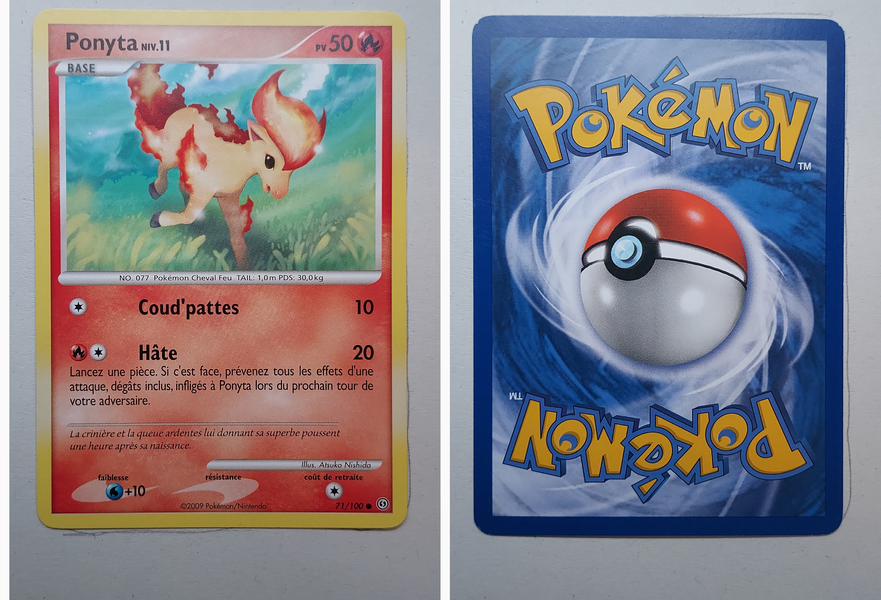 Ponyta NIV.11 PV 50
BASE
NO. 077 Pokémon Cheval Feu TAIL: 1,0m PDS: 30,0kg
Coud'pattes 10
Hâte 20
Lancez une pièce. Si c'est face, prévenez tous les effets d'une
attaque, dégâts inclus, infligés à Ponyta lors du prochain tour de
votre adversaire.
La crinière et la queue ardentes lui donnant sa superbe poussent
une heure après sa naissance.
Illus. Atsuko Nishida
faiblesse résistance coût de retraite
+10
©2009 Pokémon/Nintendo 71/100
POKéMON
TM
TM
POKéMON